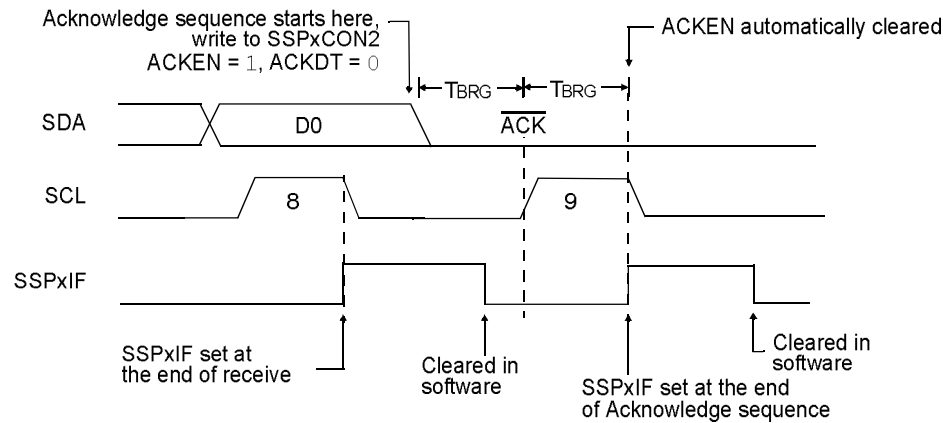 Acknowledge sequence starts here,
write to SSPxCON2
ACKEN = 1, ACKDT = 0
ACKEN automatically cleared
TBRG
TBRG
SDA
D0
ACK
SCL
8
9
SSPxIF
SSPxIF set at
the end of receive
Cleared in
software
SSPxIF set at the end
of Acknowledge sequence
Cleared in
software